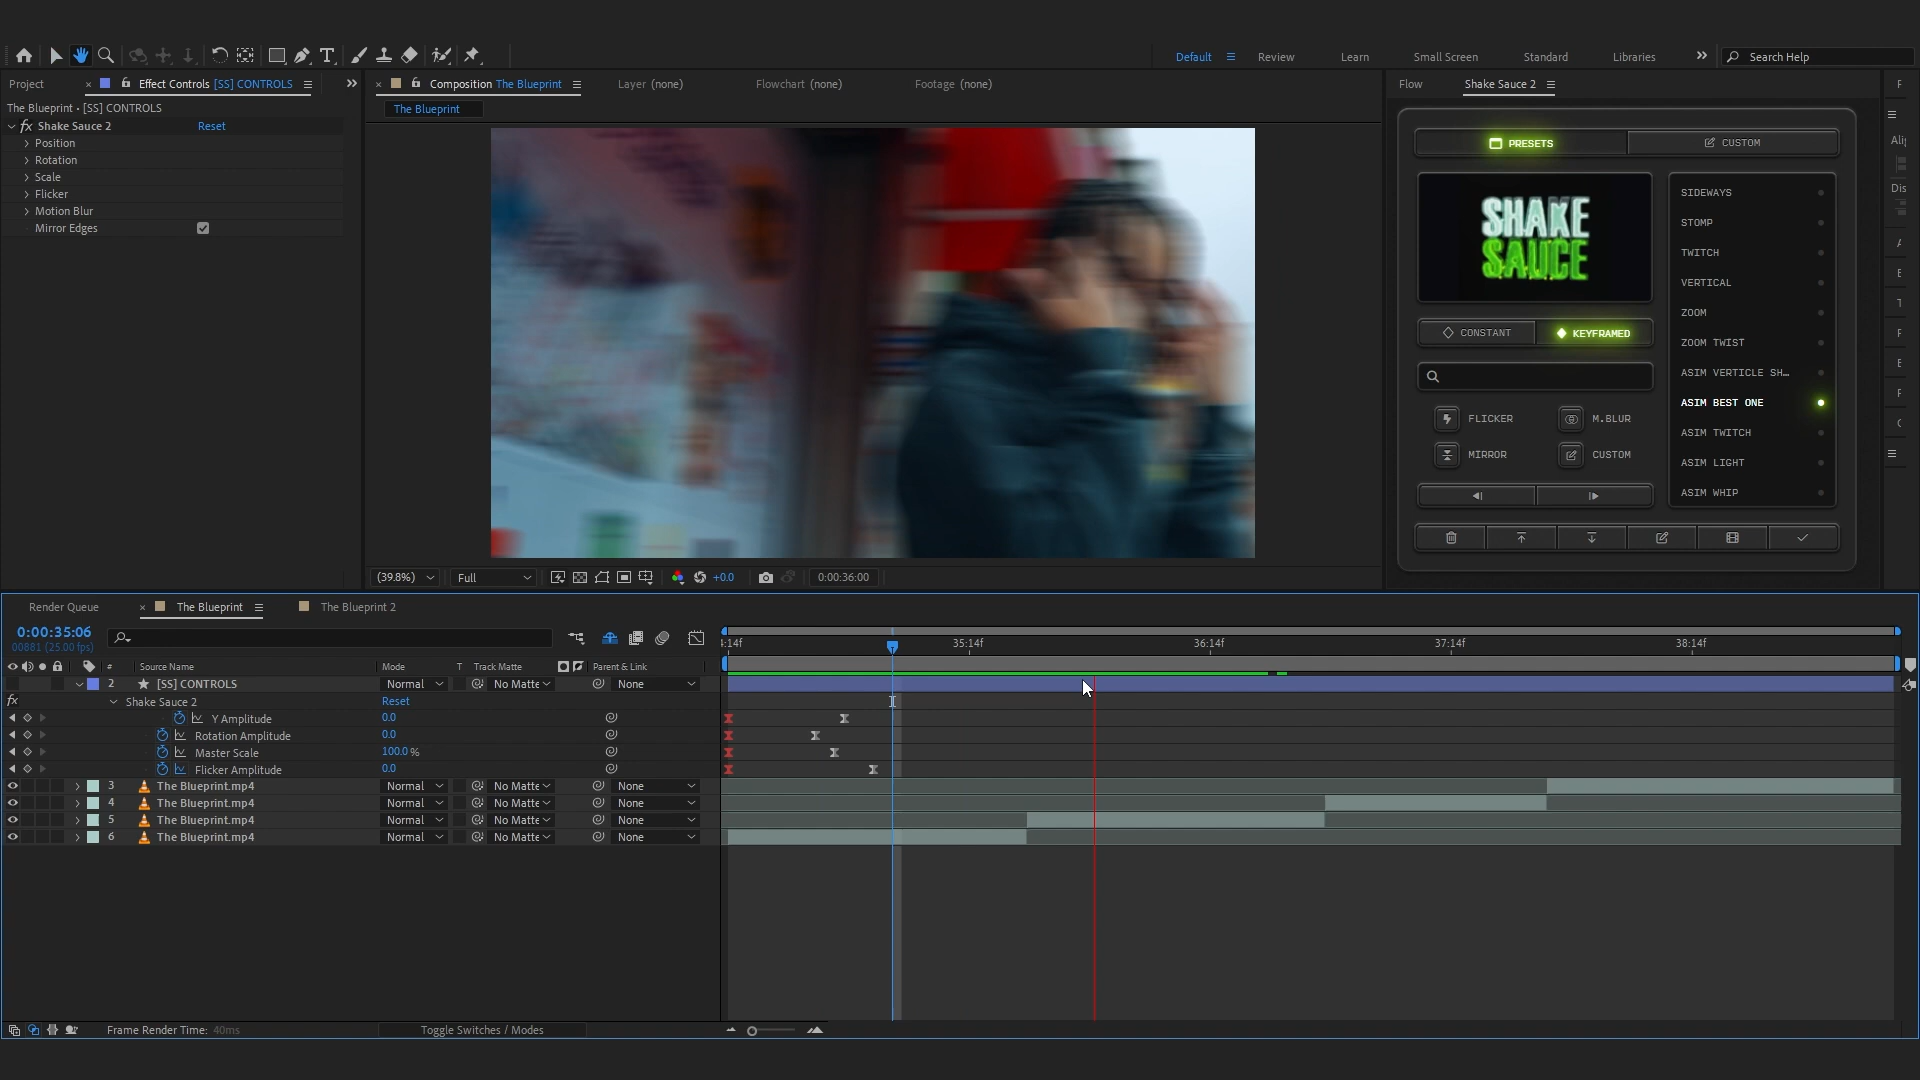 Default
Review
Learn
Small Screen
Standard
Libraries
Search Help
Project
Effect Controls [SS] CONTROLS
Composition The Blueprint
Layer (none)
Flowchart (none)
Footage (none)
Flow
Shake Sauce 2
The Blueprint • [SS] CONTROLS
The Blueprint
fx Shake Sauce 2 Reset
Position
Rotation
Scale
Flicker
Motion Blur
Mirror Edges
PRESETS
CUSTOM
SHAKE
SAUCE
CONSTANT
KEYFRAMED
FLICKER
M.BLUR
MIRROR
CUSTOM
SIDEWAYS
STOMP
TWITCH
VERTICAL
ZOOM
ZOOM TWIST
ASIM VERTICLE SH...
ASIM BEST ONE
ASIM TWITCH
ASIM LIGHT
ASIM WHIP
(39.8%)
Full
+0.0
0:00:36:00
Render Queue
The Blueprint
The Blueprint 2
0:00:35:06
00881 (25.00 fps)
4:14f
35:14f
36:14f
37:14f
38:14f
# Source Name Mode T Track Matte Parent & Link
2 [SS] CONTROLS Normal No Matte None
fx Shake Sauce 2 Reset
Y Amplitude 0.0
Rotation Amplitude 0.0
Master Scale 100.0 %
Flicker Amplitude 0.0
3 The Blueprint.mp4 Normal No Matte None
4 The Blueprint.mp4 Normal No Matte None
5 The Blueprint.mp4 Normal No Matte None
6 The Blueprint.mp4 Normal No Matte None
Frame Render Time: 40ms
Toggle Switches / Modes